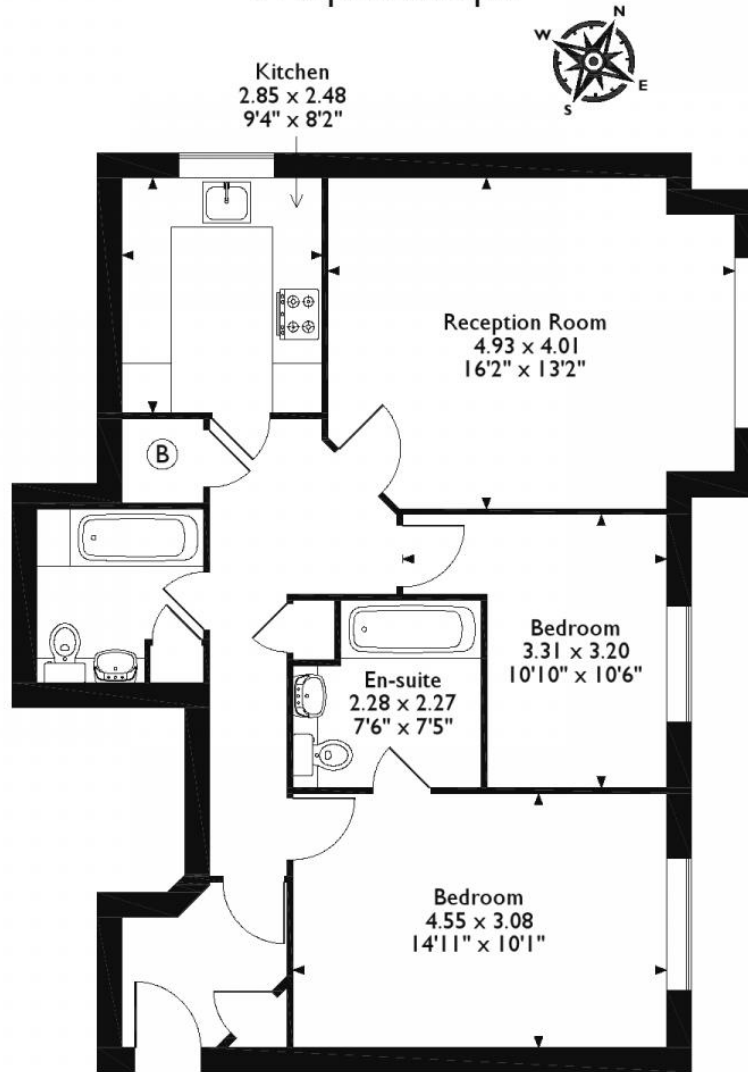 N
W
E
S
Kitchen
2.85 x 2.48
9'4" x 8'2"
Reception Room
4.93 x 4.01
16'2" x 13'2"
B
Bedroom
3.31 x 3.20
10'10" x 10'6"
En-suite
2.28 x 2.27
7'6" x 7'5"
Bedroom
4.55 x 3.08
14'11" x 10'1"